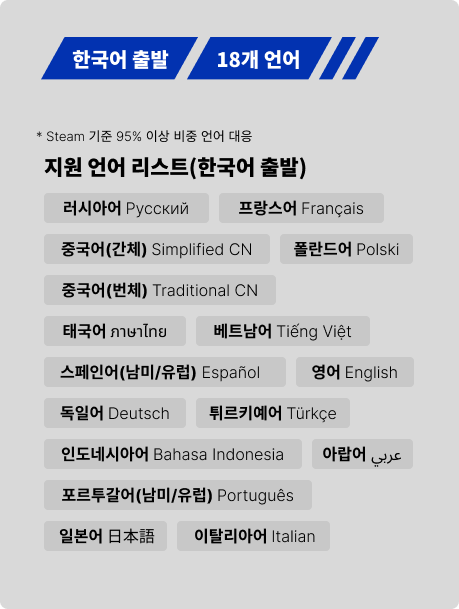 한국어 출발 18개 언어
* Steam 기준 95% 이상 비중 언어 대응
지원 언어 리스트(한국어 출발)
러시아어 Русский 프랑스어 Français
중국어(간체) Simplified CN 폴란드어 Polski
중국어(번체) Traditional CN
태국어 ภาษาไทย 베트남어 Tiếng Việt
스페인어(남미/유럽) Español 영어 English
독일어 Deutsch 튀르키예어 Türkçe
인도네시아어 Bahasa Indonesia 아랍어 عربي
포르투갈어(남미/유럽) Português
일본어 日本語 이탈리아어 Italian